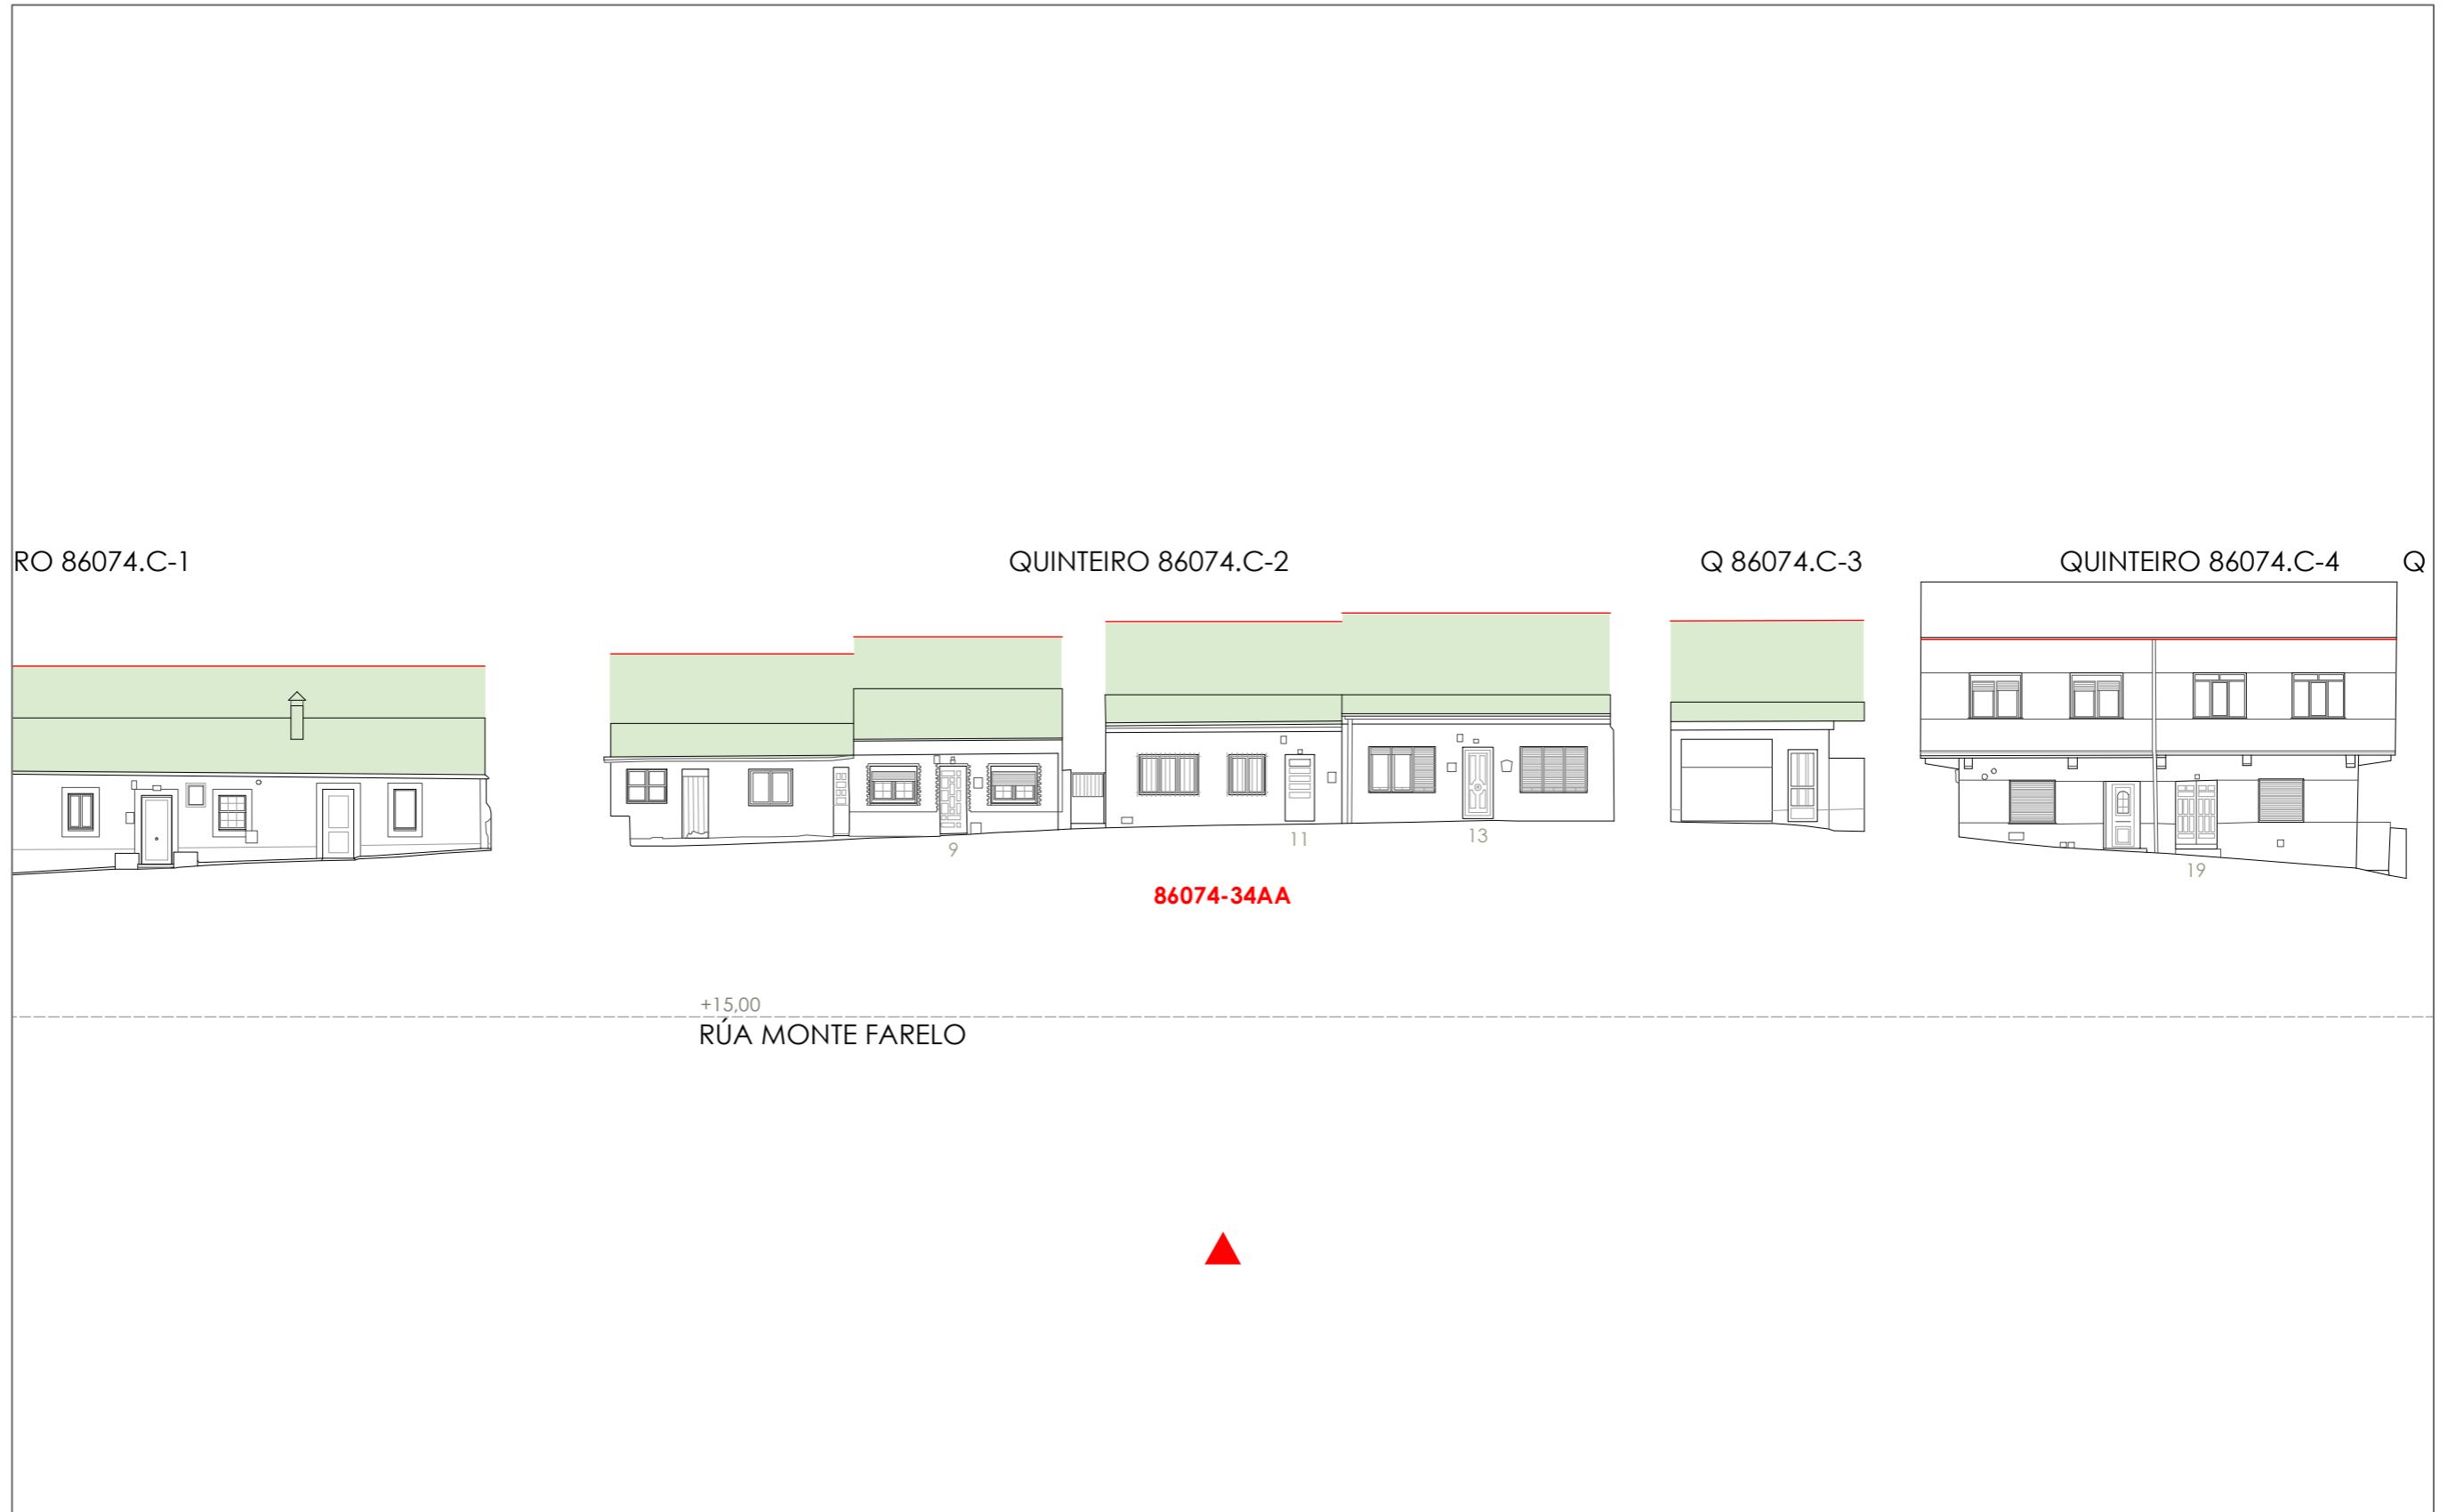 RO 86074.C-1
QUINTEIRO 86074.C-2
Q 86074.C-3
QUINTEIRO 86074.C-4
Q
9
11
13
19
86074-34AA
+15,00
RÚA MONTE FARELO